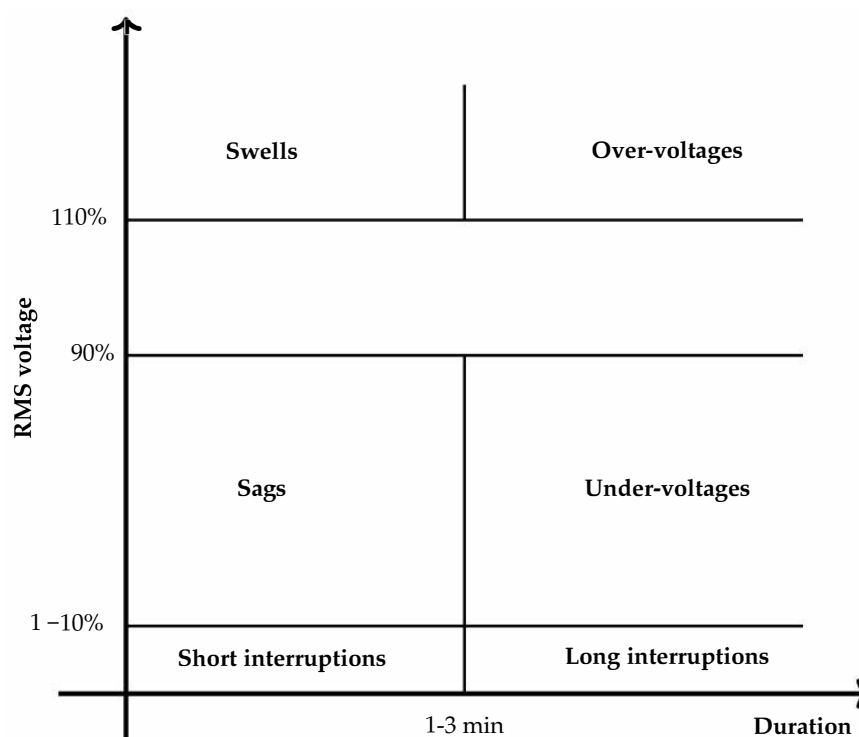 Swells
Over-voltages
110%
RMS voltage
90%
Sags
Under-voltages
1 −10%
Short interruptions
Long interruptions
1-3 min
Duration